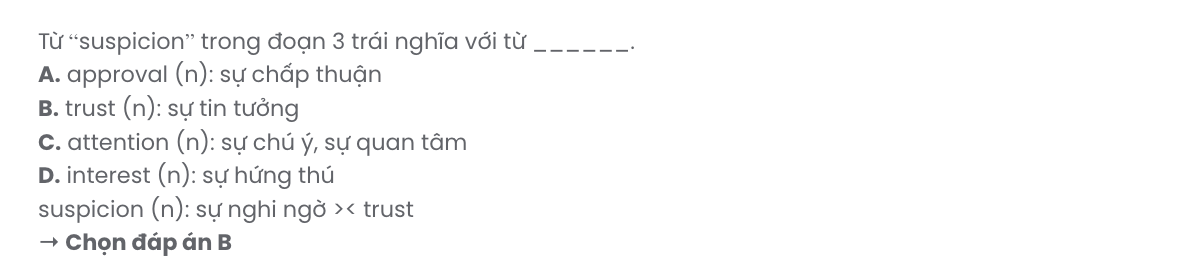 Từ “suspicion” trong đoạn 3 trái nghĩa với từ ______.
A. approval (n): sự chấp thuận
B. trust (n): sự tin tưởng
C. attention (n): sự chú ý, sự quan tâm
D. interest (n): sự hứng thú
suspicion (n): sự nghi ngờ >< trust
→ Chọn đáp án B